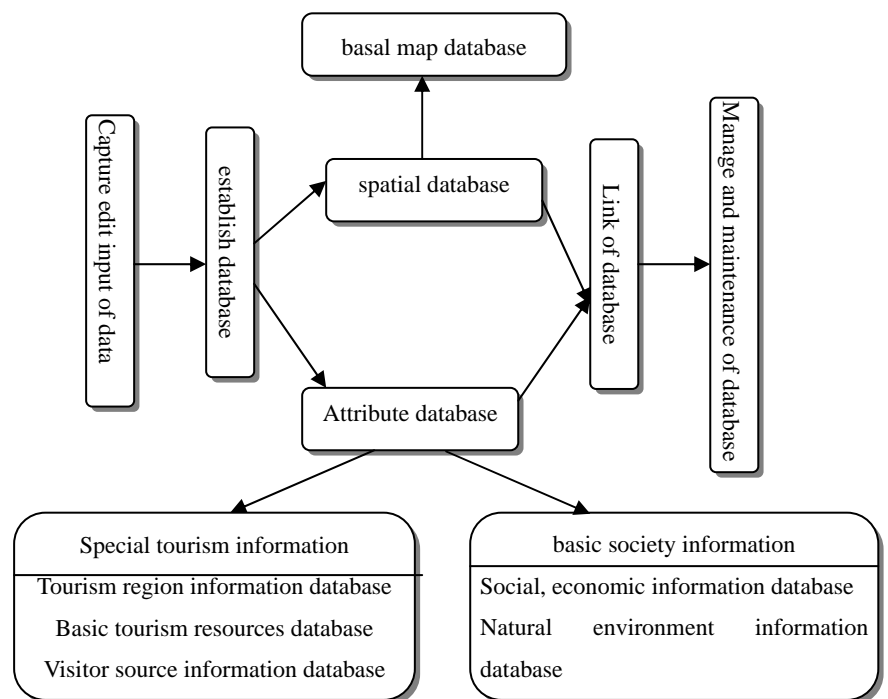 basal map database
Capture edit input of data
establish database
spatial database
Link of database
Manage and maintenance of database
Attribute database
Special tourism information
Tourism region information database
Basic tourism resources database
Visitor source information database
basic society information
Social, economic information database
Natural environment information
database